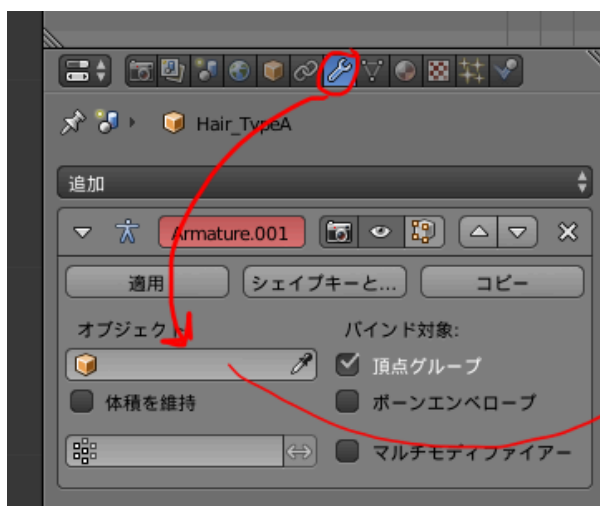 Hair_TypeA
追加
Armature.001
適用 シェイプキーと... コピー
オブジェクト: バインド対象:
頂点グループ
体積を維持 ボーンエンベロープ
マルチモディファイアー